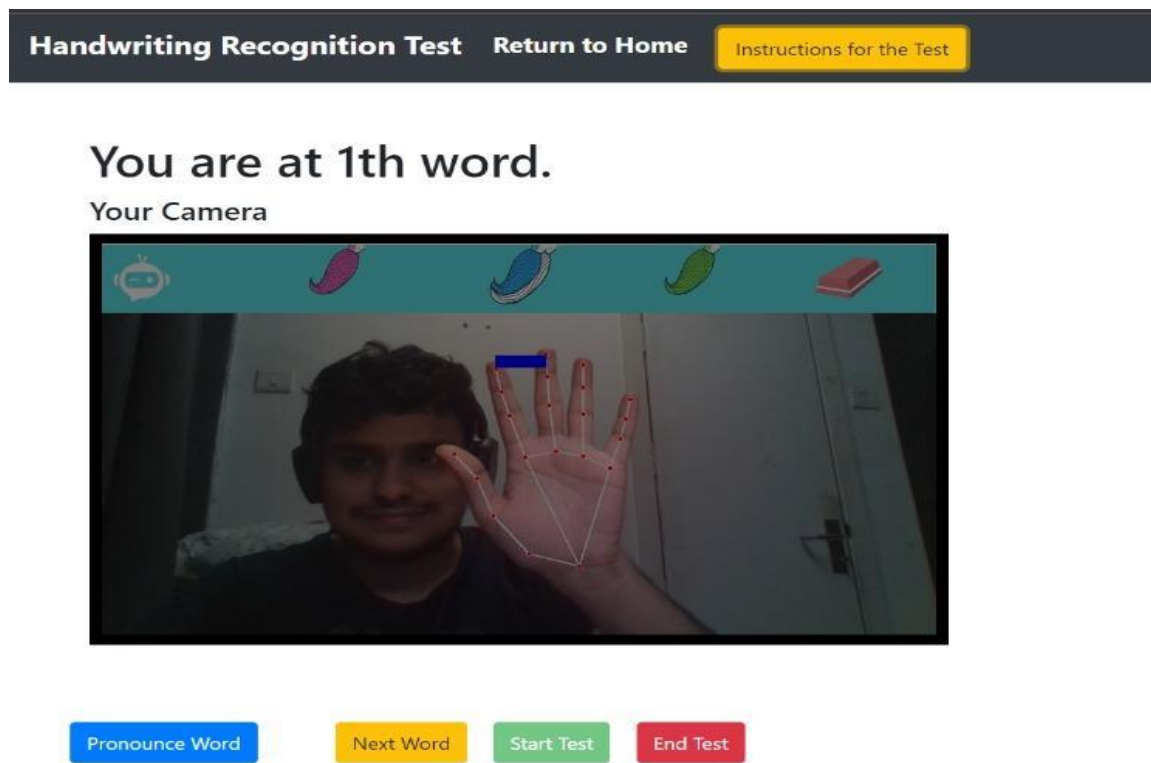 Handwriting Recognition Test Return to Home Instructions for the Test
You are at 1th word.
Your Camera
Pronounce Word Next Word Start Test End Test